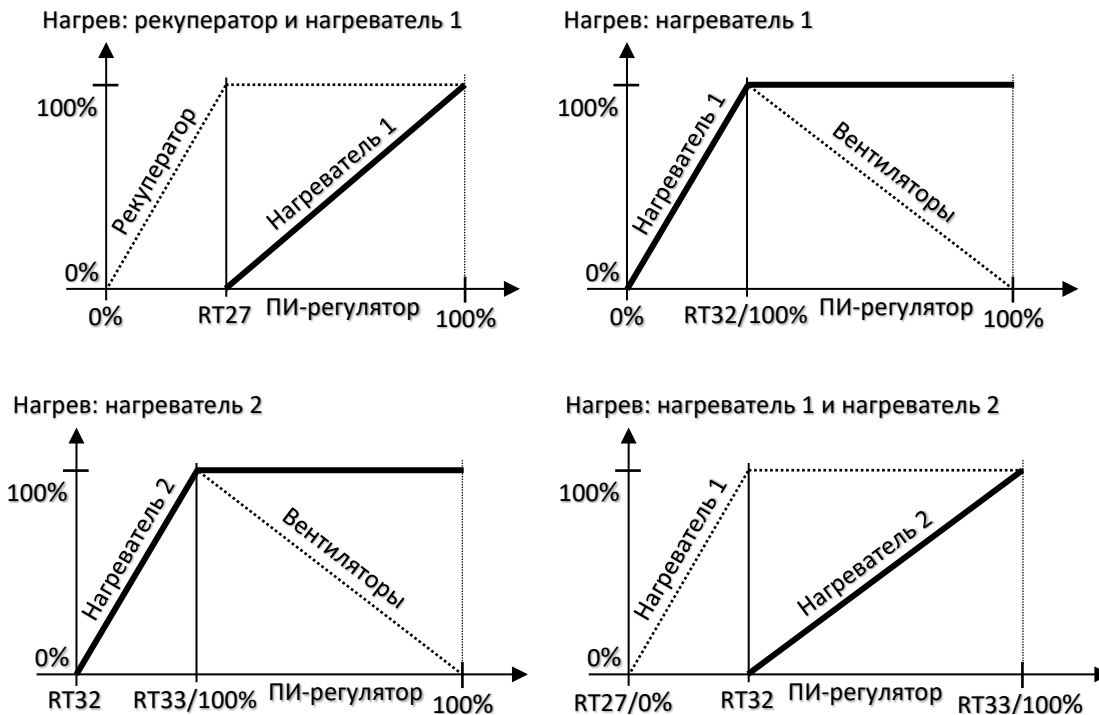 Нагрев: рекуператор и нагреватель 1
100%
Рекуператор
Нагреватель 1
0%
0%
RT27
ПИ-регулятор
100%
Нагрев: нагреватель 1
100%
Нагреватель 1
Вентиляторы
0%
0%
RT32/100%
ПИ-регулятор
100%
Нагрев: нагреватель 2
100%
Нагреватель 2
Вентиляторы
0%
RT32
RT33/100%
ПИ-регулятор
100%
Нагрев: нагреватель 1 и нагреватель 2
100%
Нагреватель 1
Нагреватель 2
0%
RT27/0%
RT32
ПИ-регулятор
RT33/100%